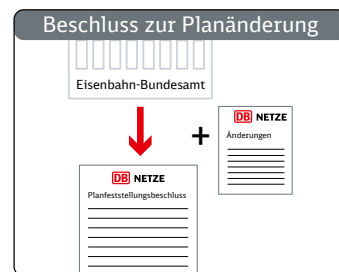 Beschluss zur Planänderung
Eisenbahn-Bundesamt
+
DB NETZE
Änderungen
DB NETZE
Planfeststellungsbeschluss